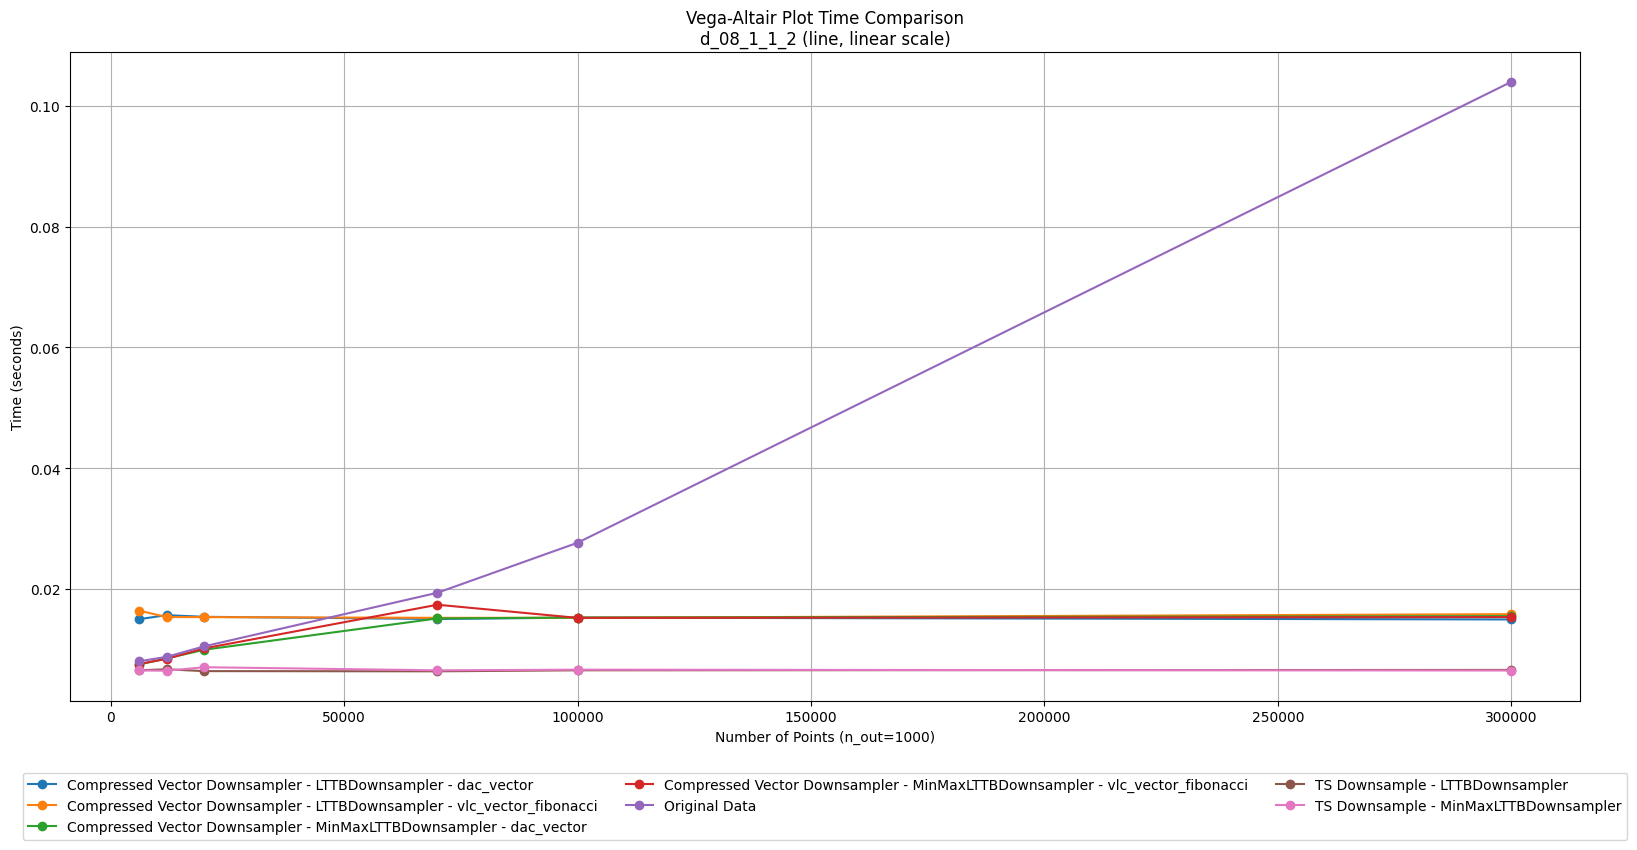 Vega-Altair Plot Time Comparison
d_08_1_1_2 (line, linear scale)
Time (seconds)
0.10
0.08
0.06
0.04
0.02
0
50000
100000
150000
200000
250000
300000
Number of Points (n_out=1000)
Compressed Vector Downsampler - LTTBDownsampler - dac_vector
Compressed Vector Downsampler - LTTBDownsampler - vlc_vector_fibonacci
Compressed Vector Downsampler - MinMaxLTTBDownsampler - dac_vector
Compressed Vector Downsampler - MinMaxLTTBDownsampler - vlc_vector_fibonacci
Original Data
TS Downsample - LTTBDownsampler
TS Downsample - MinMaxLTTBDownsampler